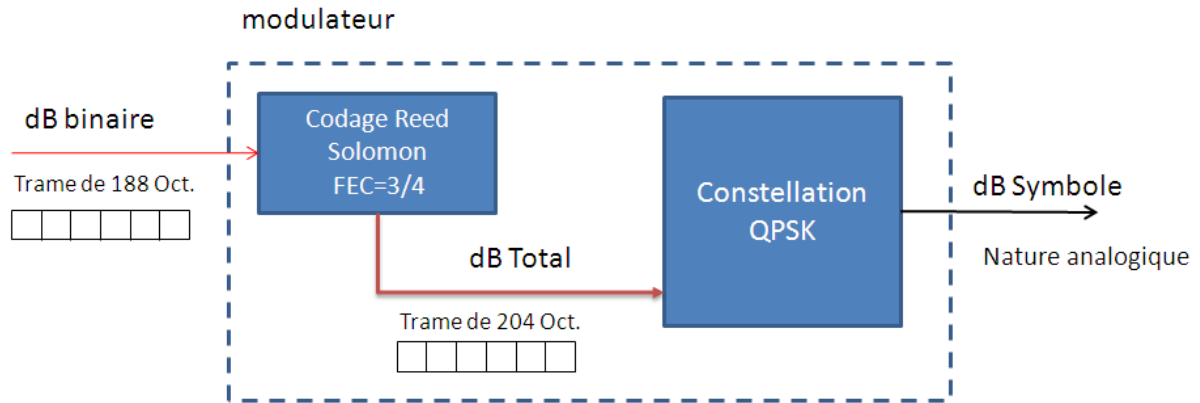 modulateur
dB binaire
Trame de 188 Oct.
Codage Reed
Solomon
FEC=3/4
dB Total
Trame de 204 Oct.
Constellation
QPSK
dB Symbole
Nature analogique